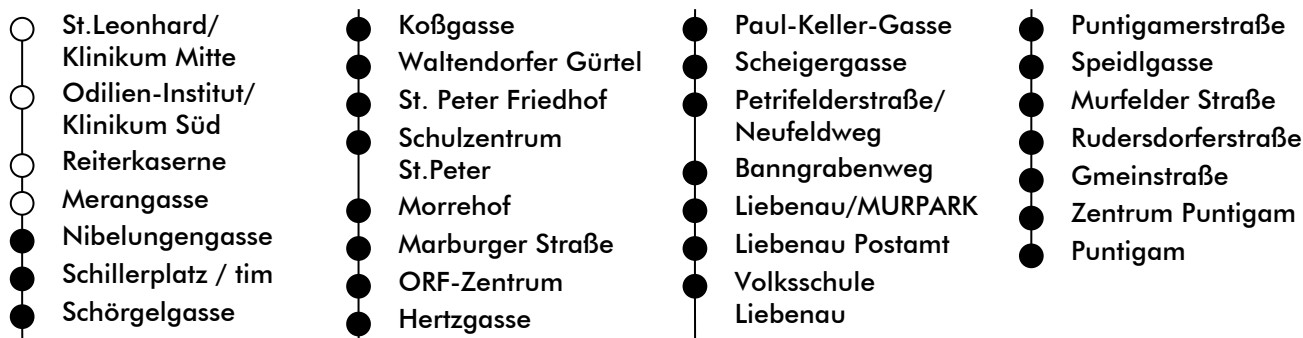 St.Leonhard/
Klinikum Mitte
Odilien-Institut/
Klinikum Süd
Reiterkaserne
Merangasse
Nibelungengasse
Schillerplatz / tim
Schörgelgasse
Koßgasse
Waltendorfer Gürtel
St. Peter Friedhof
Schulzentrum
St.Peter
Morrehof
Marburger Straße
ORF-Zentrum
Hertzgasse
Paul-Keller-Gasse
Scheigergasse
Petrifelderstraße/
Neufeldweg
Banngrabenweg
Liebenau/MURPARK
Liebenau Postamt
Volksschule
Liebenau
Puntigamerstraße
Speidlgasse
Murfelder Straße
Rudersdorferstraße
Gmeinstraße
Zentrum Puntigam
Puntigam